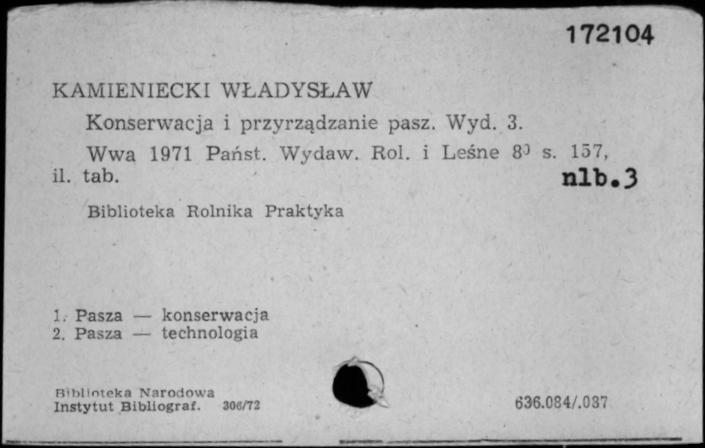 172104
KAMIENIECKI WŁADYSŁAW
Konserwacja i przyrządzanie pasz. Wyd. 3.
Wwa 1971 Państ. Wydaw. Rol. i Leśne 8⁰ s. 157,
il. tab. nlb.3
Biblioteka Rolnika Praktyka
1. Pasza — konserwacja
2. Pasza — technologia
Biblioteka Narodowa
Instytut Bibliograf. 306/72 636.084/.087